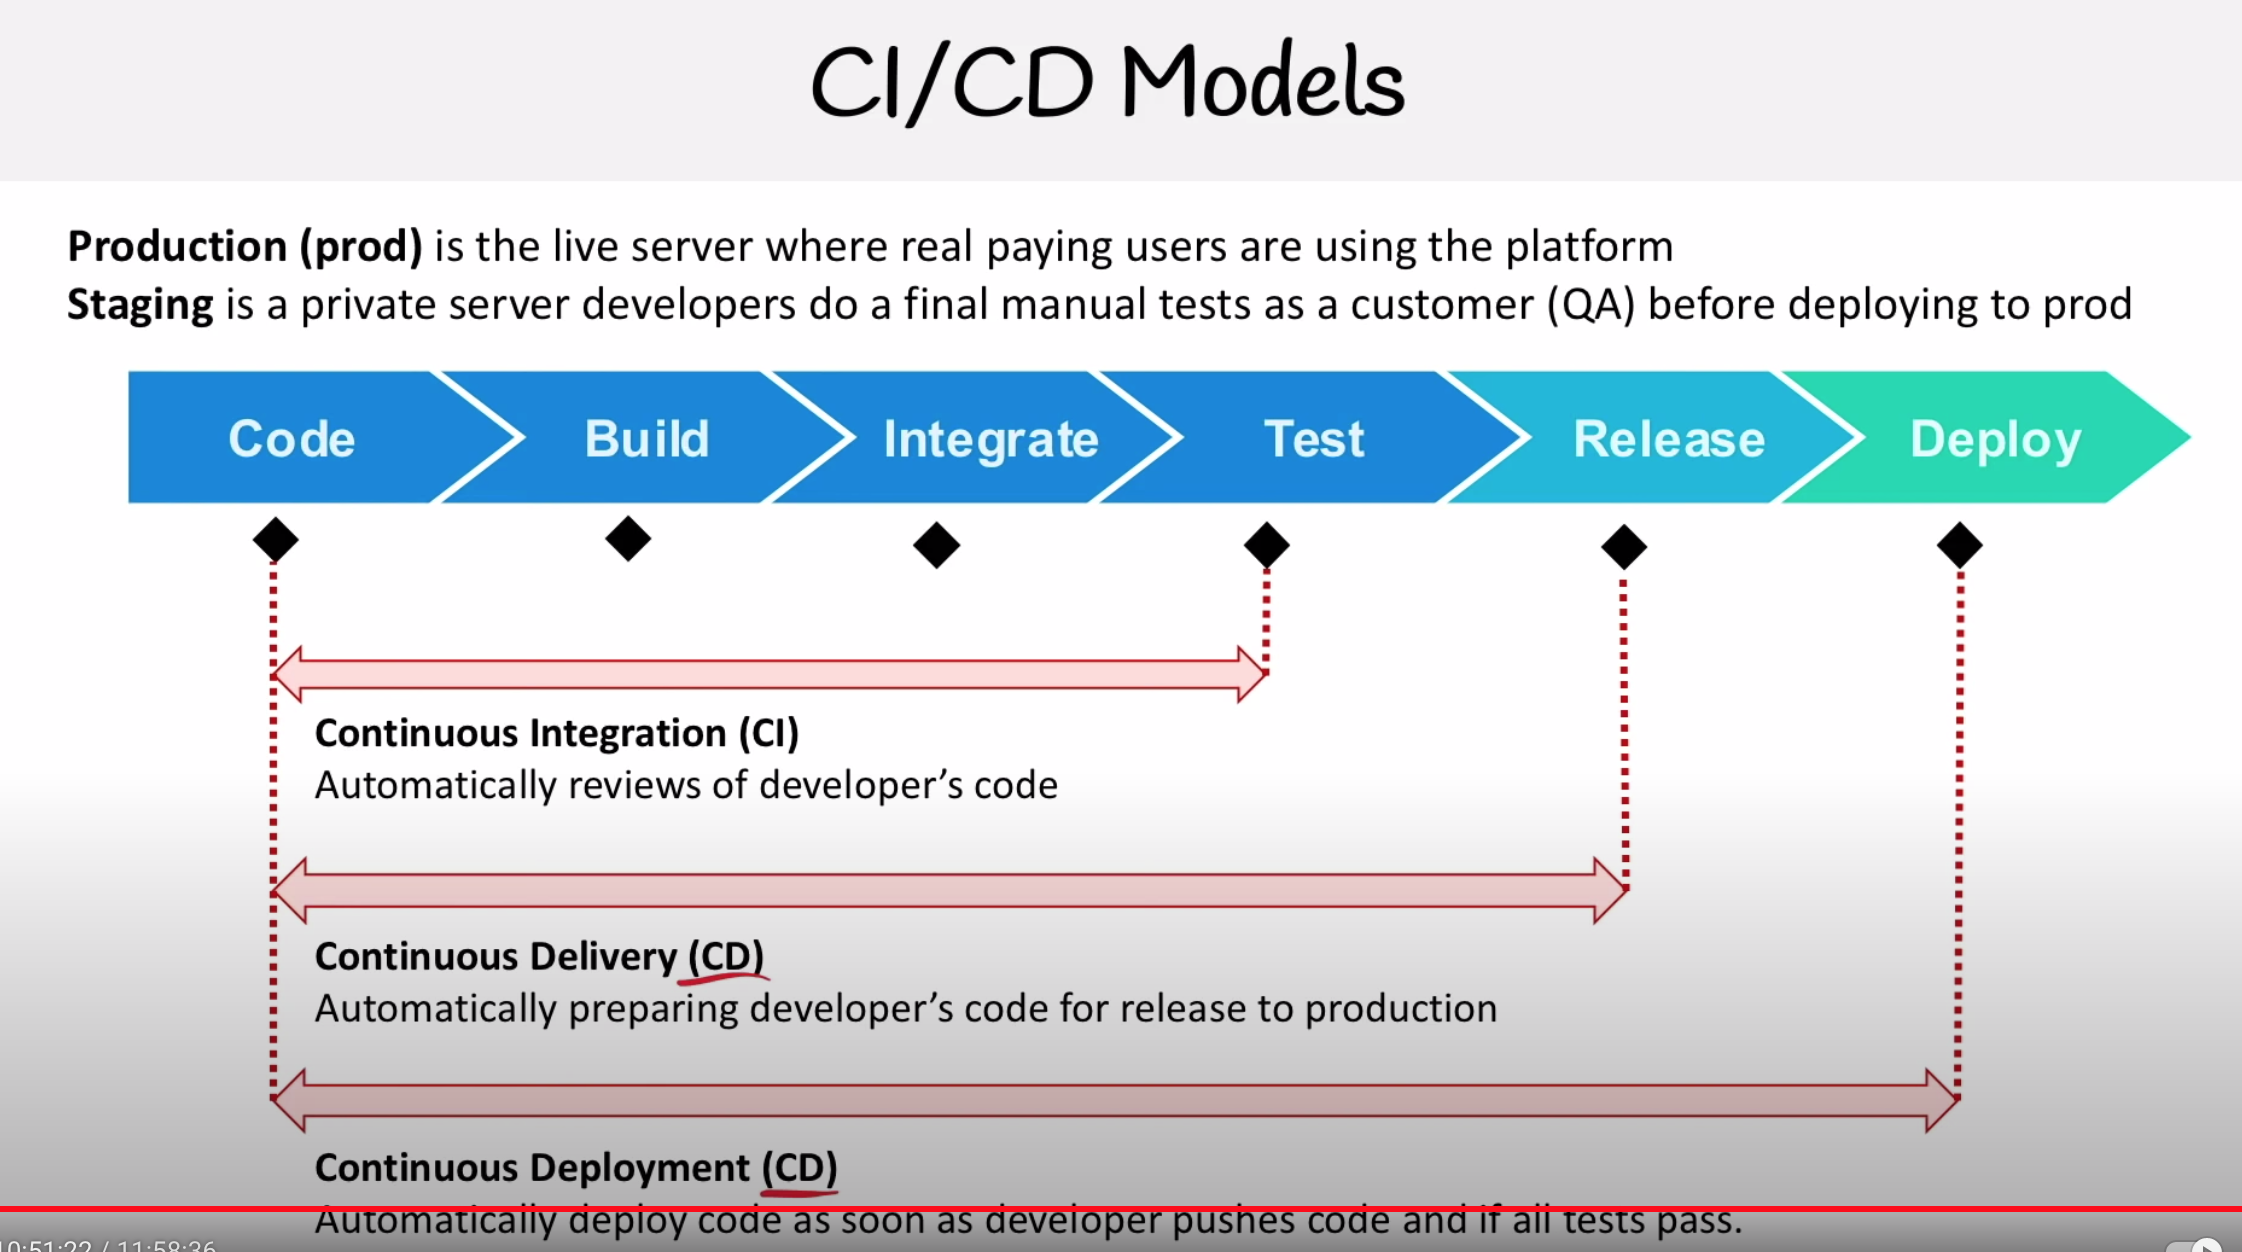 CI/CD Models
Production (prod) is the live server where real paying users are using the platform
Staging is a private server developers do a final manual tests as a customer (QA) before deploying to prod
Code Build Integrate Test Release Deploy
Continuous Integration (CI)
Automatically reviews of developer’s code
Continuous Delivery (CD)
Automatically preparing developer’s code for release to production
Continuous Deployment (CD)
Automatically deploy code as soon as developer pushes code and if all tests pass.
10:51:22 / 11:58:36